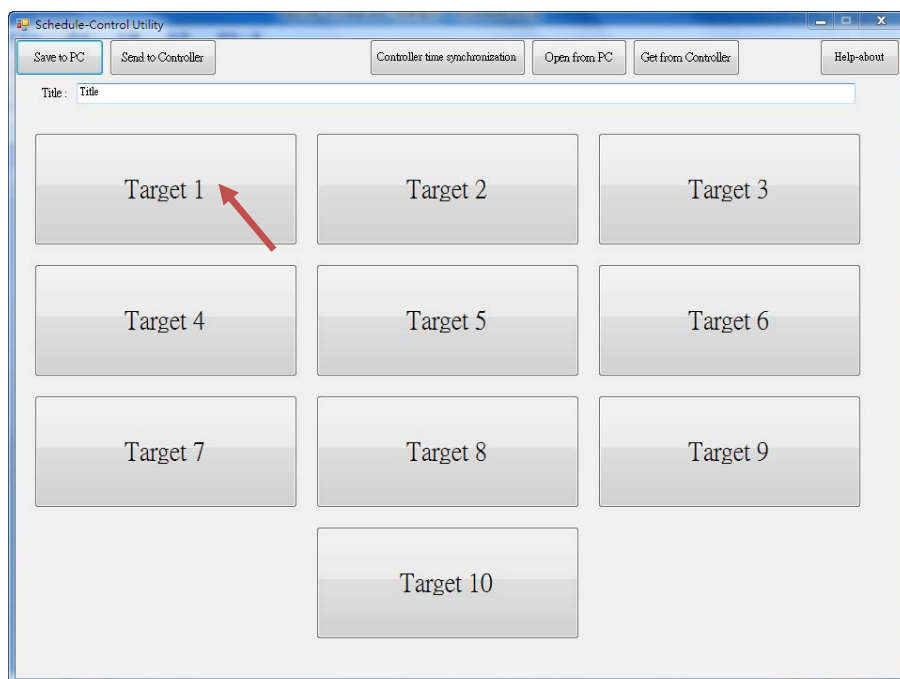 Schedule-Control Utility
Save to PC Send to Controller Controller time synchronization Open from PC Get from Controller Help-about
Title : Title
Target 1 Target 2 Target 3
Target 4 Target 5 Target 6
Target 7 Target 8 Target 9
Target 10